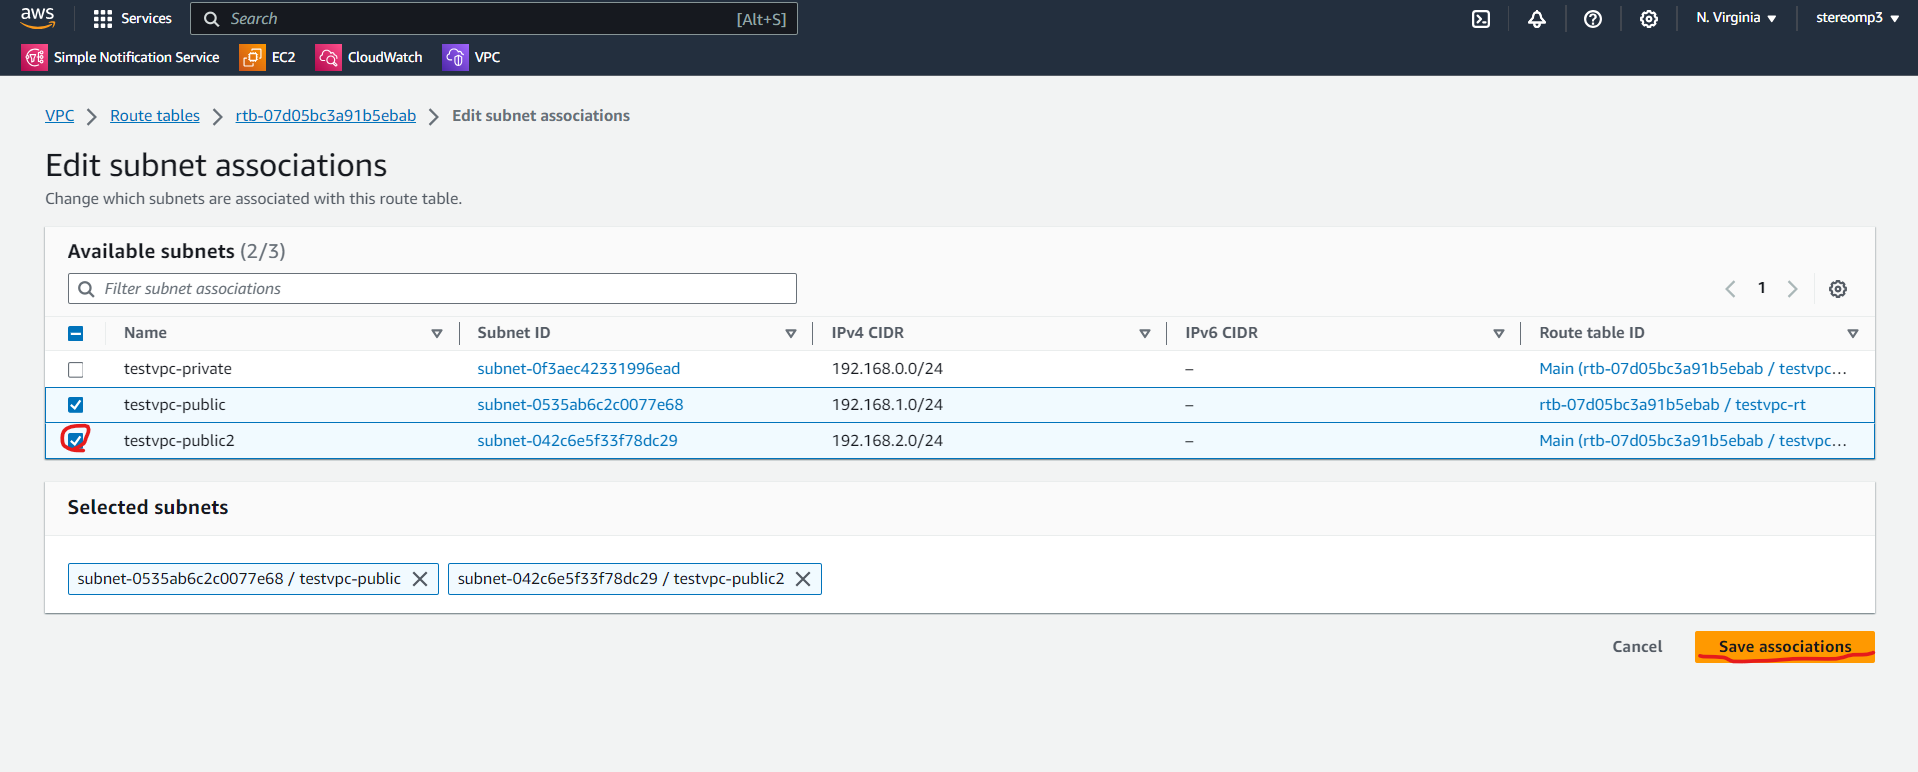 aws Services Search [Alt+S] N. Virginia stereomp3
Simple Notification Service EC2 CloudWatch VPC
VPC Route tables rtb-07d05bc3a91b5ebab Edit subnet associations
Edit subnet associations
Change which subnets are associated with this route table.
Available subnets (2/3)
Filter subnet associations
1
Name Subnet ID IPv4 CIDR IPv6 CIDR Route table ID
testvpc-private subnet-0f3aec42331996ead 192.168.0.0/24 – Main (rtb-07d05bc3a91b5ebab / testvpc…
testvpc-public subnet-0535ab6c2c0077e68 192.168.1.0/24 – rtb-07d05bc3a91b5ebab / testvpc-rt
testvpc-public2 subnet-042c6e5f33f78dc29 192.168.2.0/24 – Main (rtb-07d05bc3a91b5ebab / testvpc…
Selected subnets
subnet-0535ab6c2c0077e68 / testvpc-public subnet-042c6e5f33f78dc29 / testvpc-public2
Cancel Save associations